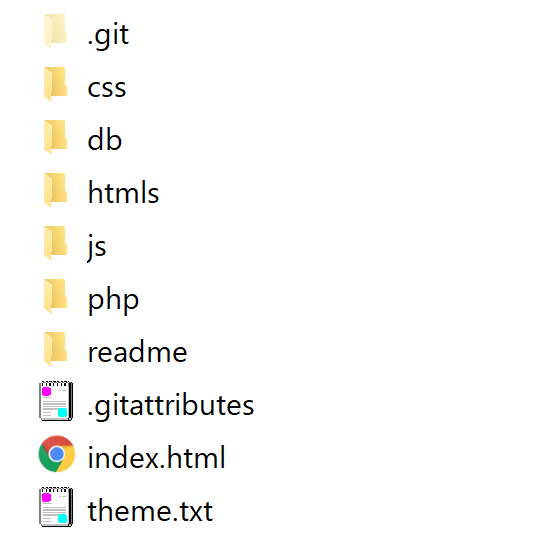 .git
css
db
htmls
js
php
readme
.gitattributes
index.html
theme.txt